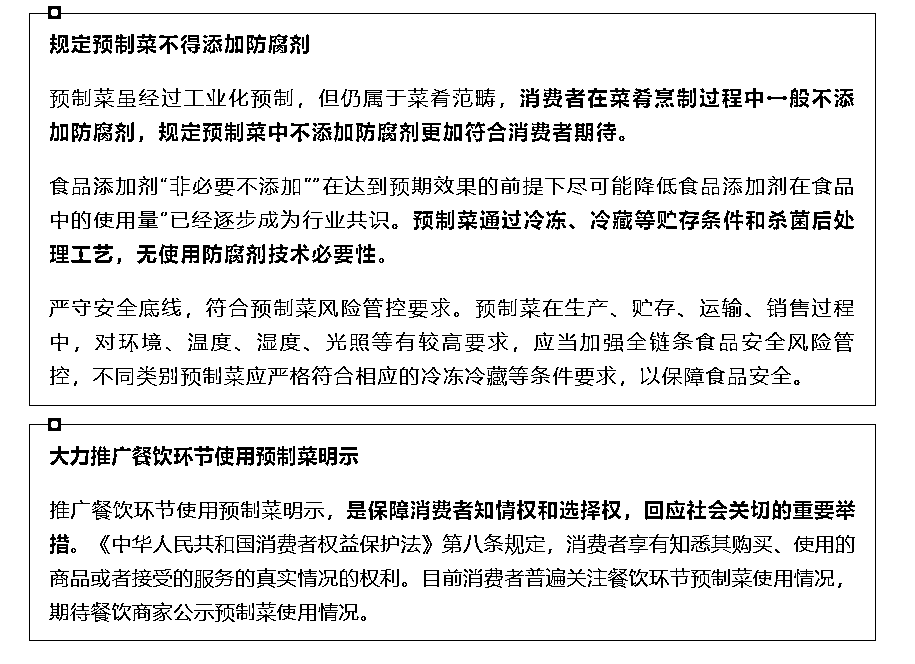 规定预制菜不得添加防腐剂
预制菜虽经过工业化预制，但仍属于菜肴范畴，消费者在菜肴烹制过程中一般不添
加防腐剂，规定预制菜中不添加防腐剂更加符合消费者期待。
食品添加剂“非必要不添加”“在达到预期效果的前提下尽可能降低食品添加剂在食品
中的使用量”已经逐步成为行业共识。预制菜通过冷冻、冷藏等贮存条件和杀菌后处
理工艺，无使用防腐剂技术必要性。
严守安全底线，符合预制菜风险管控要求。预制菜在生产、贮存、运输、销售过程
中，对环境、温度、湿度、光照等有较高要求，应当加强全链条食品安全风险管
控，不同类别预制菜应严格符合相应的冷冻冷藏等条件要求，以保障食品安全。
大力推广餐饮环节使用预制菜明示
推广餐饮环节使用预制菜明示，是保障消费者知情权和选择权，回应社会关切的重要举
措。《中华人民共和国消费者权益保护法》第八条规定，消费者享有知悉其购买、使用的
商品或者接受的服务的真实情况的权利。目前消费者普遍关注餐饮环节预制菜使用情况，
期待餐饮商家公示预制菜使用情况。